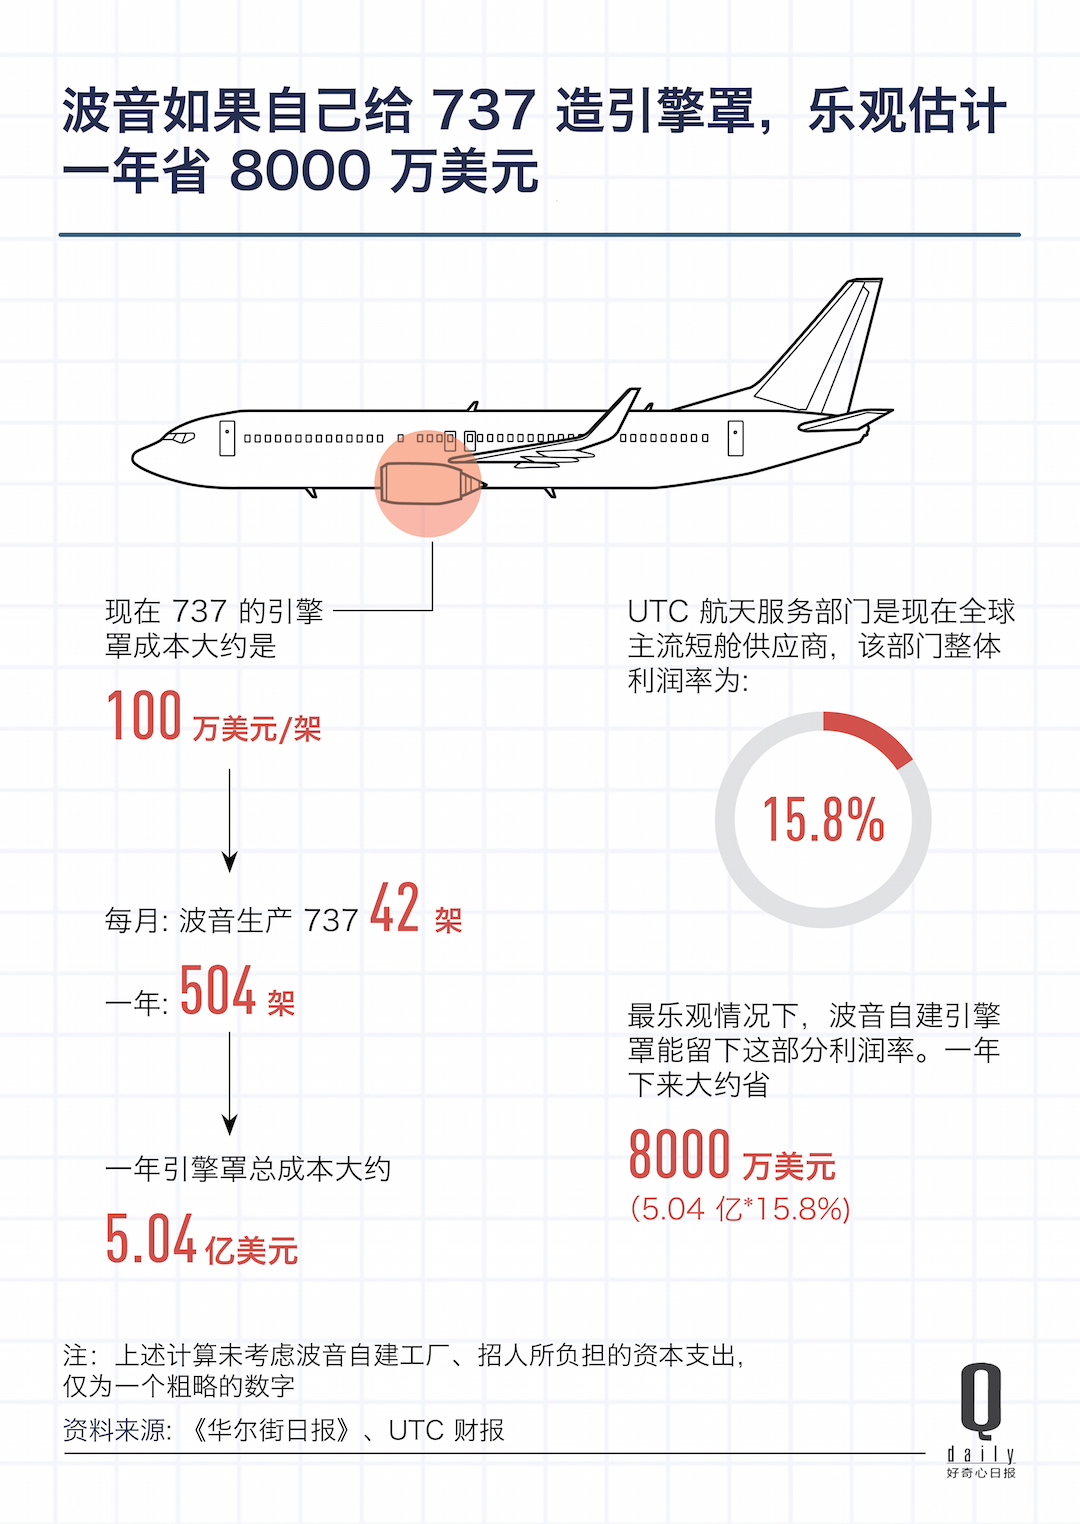 波音如果自己给 737 造引擎罩，乐观估计
一年省 8000 万美元
现在 737 的引擎
罩成本大约是
100 万美元/架
每月: 波音生产 737 42 架
一年: 504 架
一年引擎罩总成本大约
5.04 亿美元
UTC 航天服务部门是现在全球
主流短舱供应商，该部门整体
利润率为:
15.8%
最乐观情况下，波音自建引擎
罩能留下这部分利润率。一年
下来大约省
8000 万美元
(5.04 亿*15.8%)
注：上述计算未考虑波音自建工厂、招人所负担的资本支出，
仅为一个粗略的数字
资料来源: 《华尔街日报》、UTC 财报
Q
daily
好奇心日报